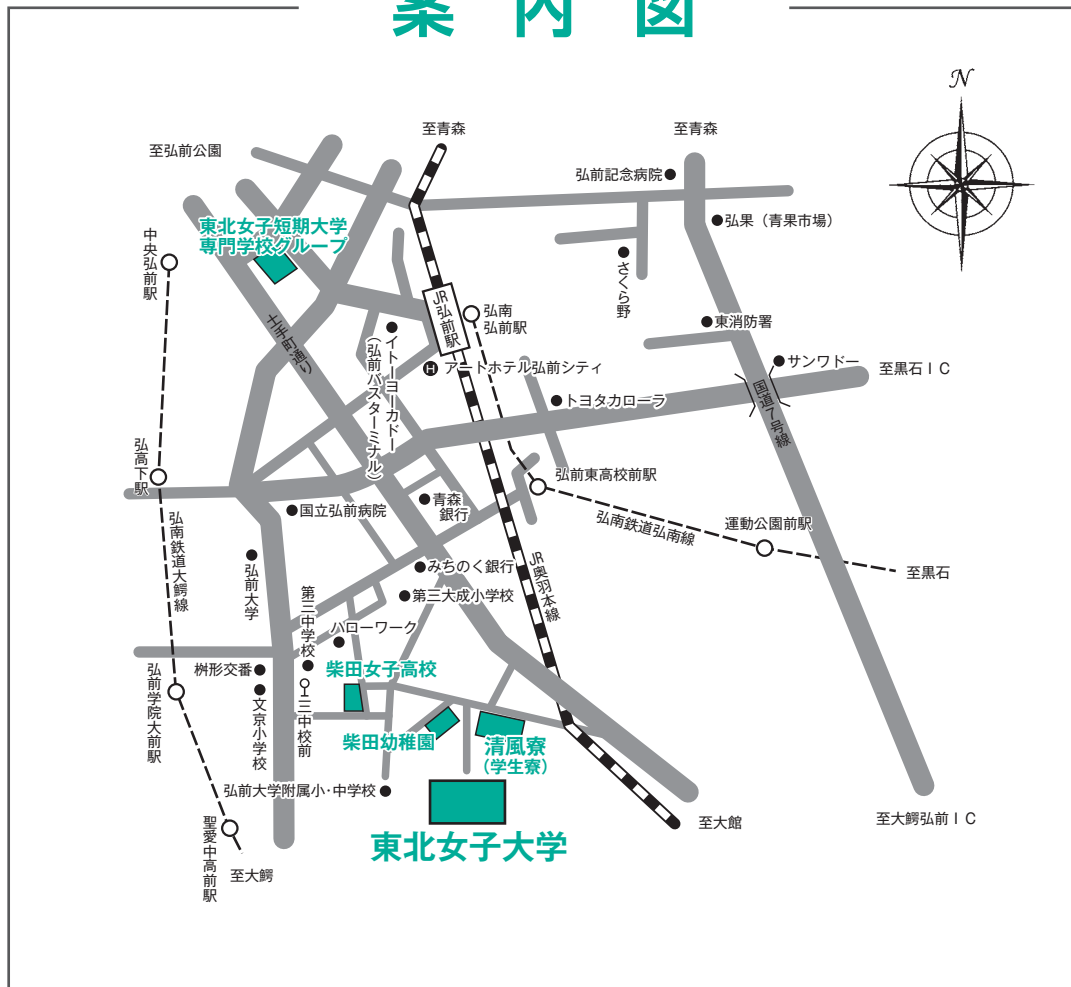 案内図
N
至青森
至青森
至弘前公園
弘前記念病院
弘果（青果市場）
東北女子短期大学
専門学校グループ
中央弘前駅
さくら野
JR弘前駅
弘南
弘前駅
東消防署
土手町通り
イトーヨーカドー
（弘前バスターミナル）
H アートホテル弘前シティ
サンワドー
至黒石ＩＣ
国道７号線
トヨタカローラ
弘高下駅
弘前東高校前駅
国立弘前病院
青森
銀行
弘南鉄道弘南線
運動公園前駅
弘南鉄道大鰐線
弘前大学
みちのく銀行
JR奥羽本線
至黒石
第三中学校
第三大成小学校
ハローワーク
桝形交番
柴田女子高校
弘前学院大前駅
文京小学校
三中校前
柴田幼稚園
清風寮
（学生寮）
弘前大学附属小・中学校
聖愛中高前駅
至大館
至大鰐弘前ＩＣ
東北女子大学
至大鰐